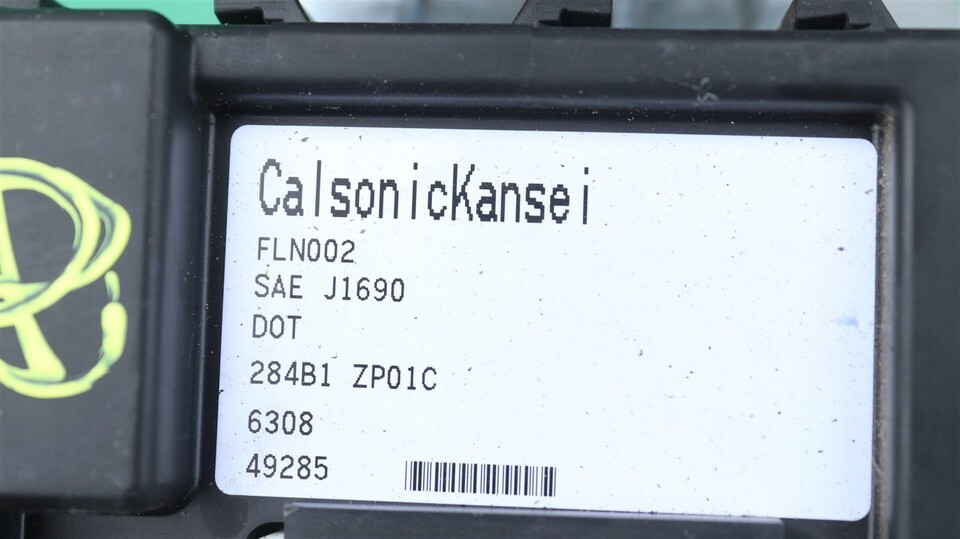 CalsonicKansei
FLN002
SAE J1690
DOT
284B1 ZP01C
6308
49285